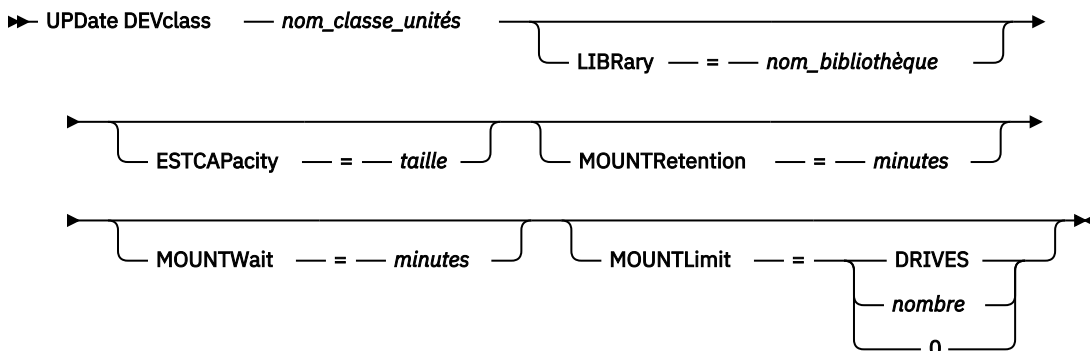 UPDate DEVclass — nom_classe_unités
LIBRary — = — nom_bibliothèque
ESTCAPacity — = — taille
MOUNTRetention — = — minutes
MOUNTWait — = — minutes
MOUNTLimit — = — DRIVES
nombre
0